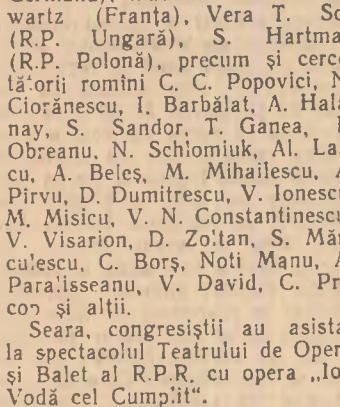 wartz (Franța), Vera T. So
(R.P. Ungară), S. Hartma
(R.P. Polonă), precum și cerce
tătorii romîni C. C. Popovici, N
Ciorănescu, I. Barbălat, A. Hala
nay, S. Sandor, T. Ganea,
Obreanu, N. Schlomiuk, Al. La
cu, A. Beleș, M. Mihailescu, A
Pîrvu, D. Dumitrescu, V. Ionescu
M. Misicu, V. N. Constantinescu
V. Visarion, D. Zoltan, S. Măr
culescu, C. Borș, Noti Manu, A
Paralisseanu, V. David, C. Pr
con și alții.
Seara, congresiștii au asista
la spectacolul Teatrului de Oper
și Balet al R.P.R. cu opera „Io
Vodă cel Cumplit“.